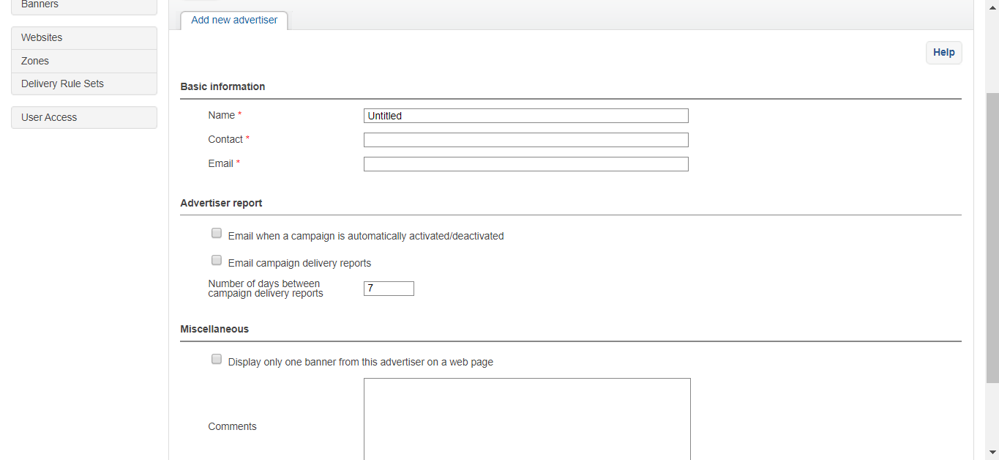 Banners
Websites
Zones
Delivery Rule Sets
User Access
Add new advertiser
Help
Basic information
Name * Untitled
Contact *
Email *
Advertiser report
Email when a campaign is automatically activated/deactivated
Email campaign delivery reports
Number of days between
campaign delivery reports 7
Miscellaneous
Display only one banner from this advertiser on a web page
Comments